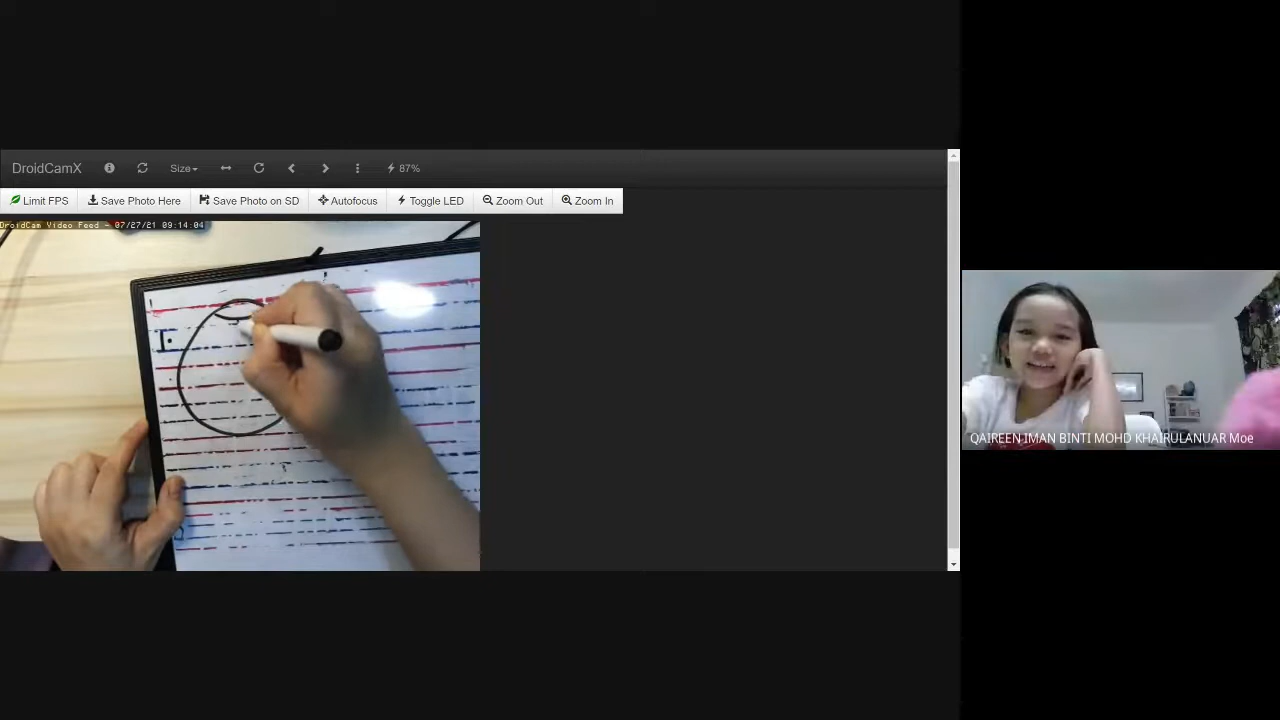 DroidCamX Size 87%
Limit FPS Save Photo Here Save Photo on SD Autofocus Toggle LED Zoom Out Zoom In
DroidCam Video Feed - 07/27/21 09:14:04
QAIREEN IMAN BINTI MOHD KHAIRULANUAR Moe